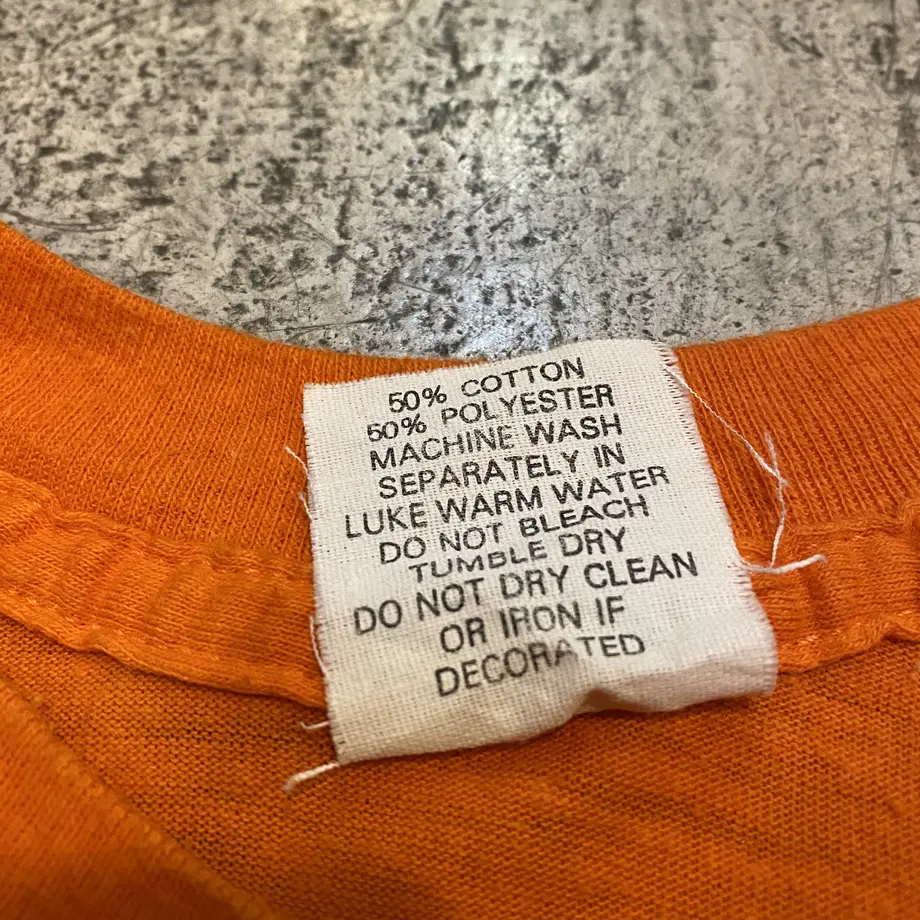 50% COTTON
50% POLYESTER
MACHINE WASH
SEPARATELY IN
LUKE WARM WATER
DO NOT BLEACH
TUMBLE DRY
DO NOT DRY CLEAN
OR IRON IF
DECORATED